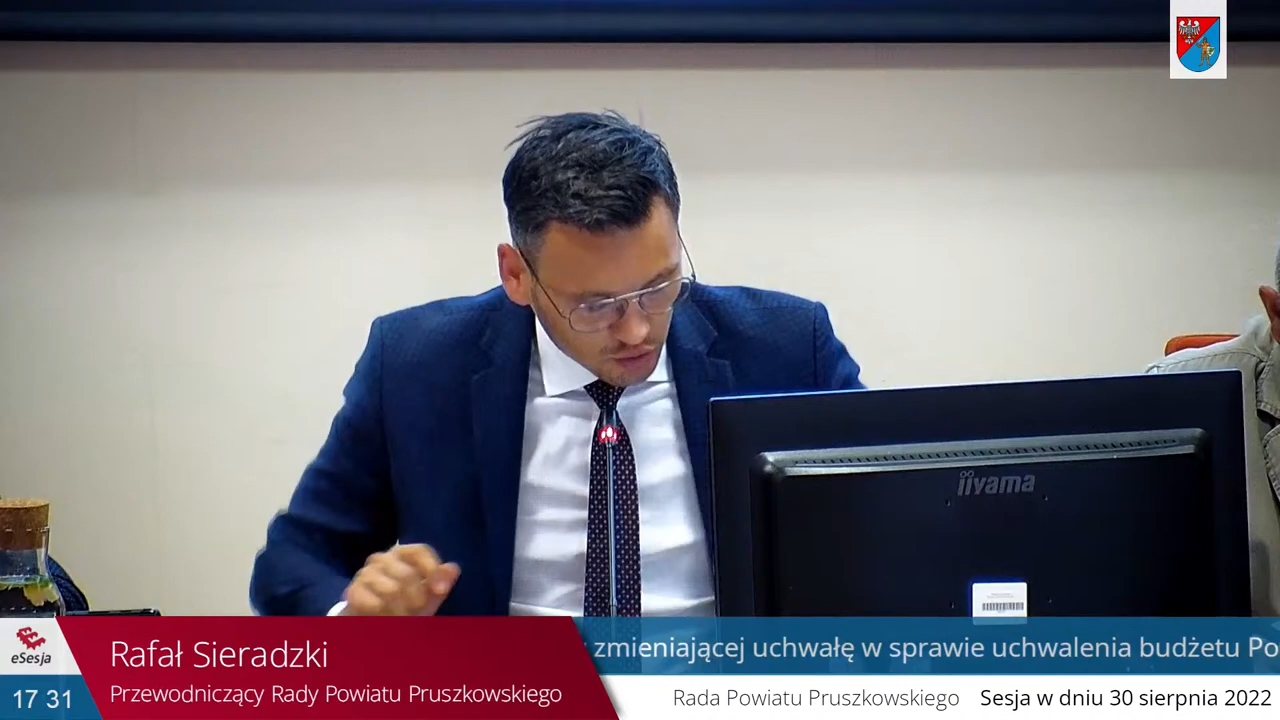 iiyama
Rafał Sieradzki
Przewodniczący Rady Powiatu Pruszkowskiego
zmieniającej uchwałę w sprawie uchwalenia budżetu Po
eSesja
17 31
Rada Powiatu Pruszkowskiego
Sesja w dniu 30 sierpnia 2022